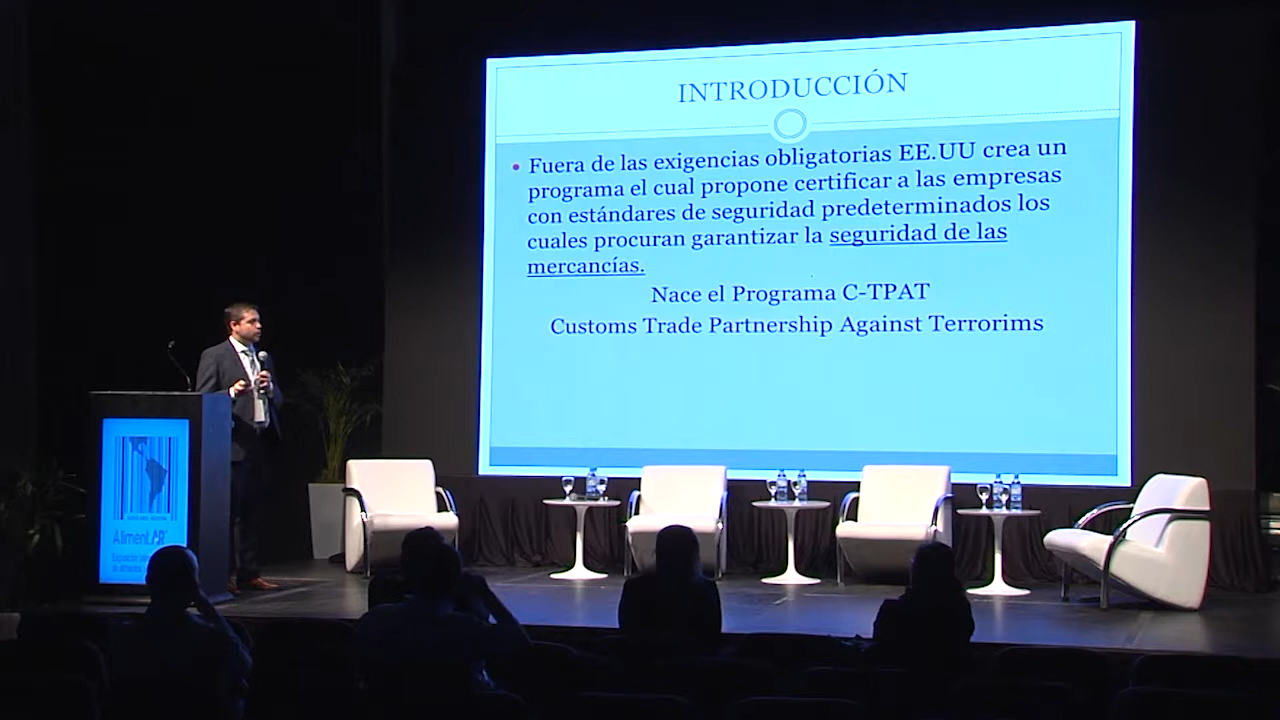 INTRODUCCIÓN
• Fuera de las exigencias obligatorias EE.UU crea un
programa el cual propone certificar a las empresas
con estándares de seguridad predeterminados los
cuales procuran garantizar la seguridad de las
mercancías.
Nace el Programa C-TPAT
Customs Trade Partnership Against Terrorims
Aliment.AR